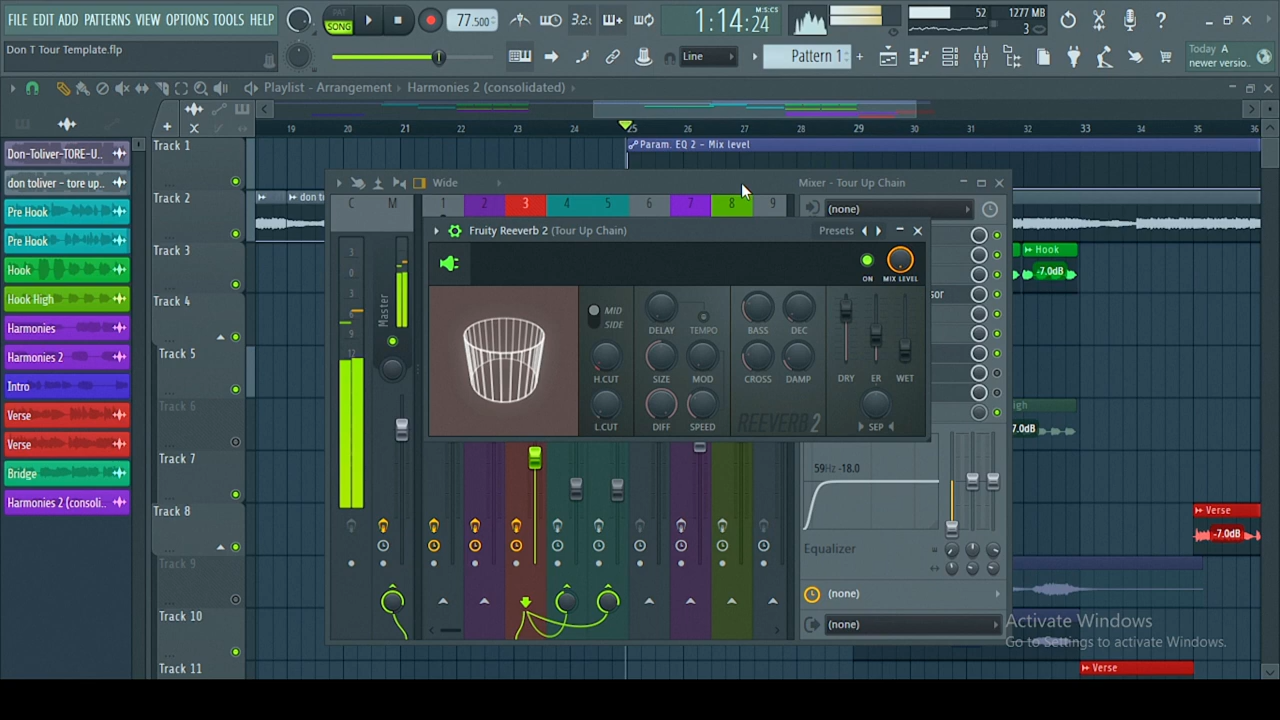 FILE EDIT ADD PATTERNS VIEW OPTIONS TOOLS HELP
PAT
SONG
77.500
3.2
1:14:24
M:S:CS
52
1277 MB
3
Don T Tour Template.flp
Line
Pattern 1
Today A
newer versio..
Playlist - Arrangement › Harmonies 2 (consolidated) ›
19 20 21 22 23 24 25 26 27 28 29 30 31 32 33 34 35 36
Don-Toliver-TORE-U..
don toliver - tore up..
Pre Hook
Pre Hook
Hook
Hook High
Harmonies
Harmonies 2
Intro
Verse
Verse
Bridge
Harmonies 2 (consoli..
Track 1
Track 2
Track 3
Track 4
Track 5
Track 6
Track 7
Track 8
Track 9
Track 10
Track 11
Param. EQ 2 - Mix level
Hook
-7.0dB
Verse
-7.0dB
Verse
Wide
Mixer - Tour Up Chain
C M 1 2 3 4 5 6 7 8 9
(none)
Master
Fruity Reeverb 2 (Tour Up Chain)
Presets
ON MIX LEVEL
MID
SIDE
DELAY TEMPO
BASS DEC
H.CUT SIZE MOD
CROSS DAMP
DRY ER WET
L.CUT DIFF SPEED
REEVERB 2
SEP
59Hz -18.0
Equalizer
(none)
(none)
Activate Windows
Go to Settings to activate Windows.